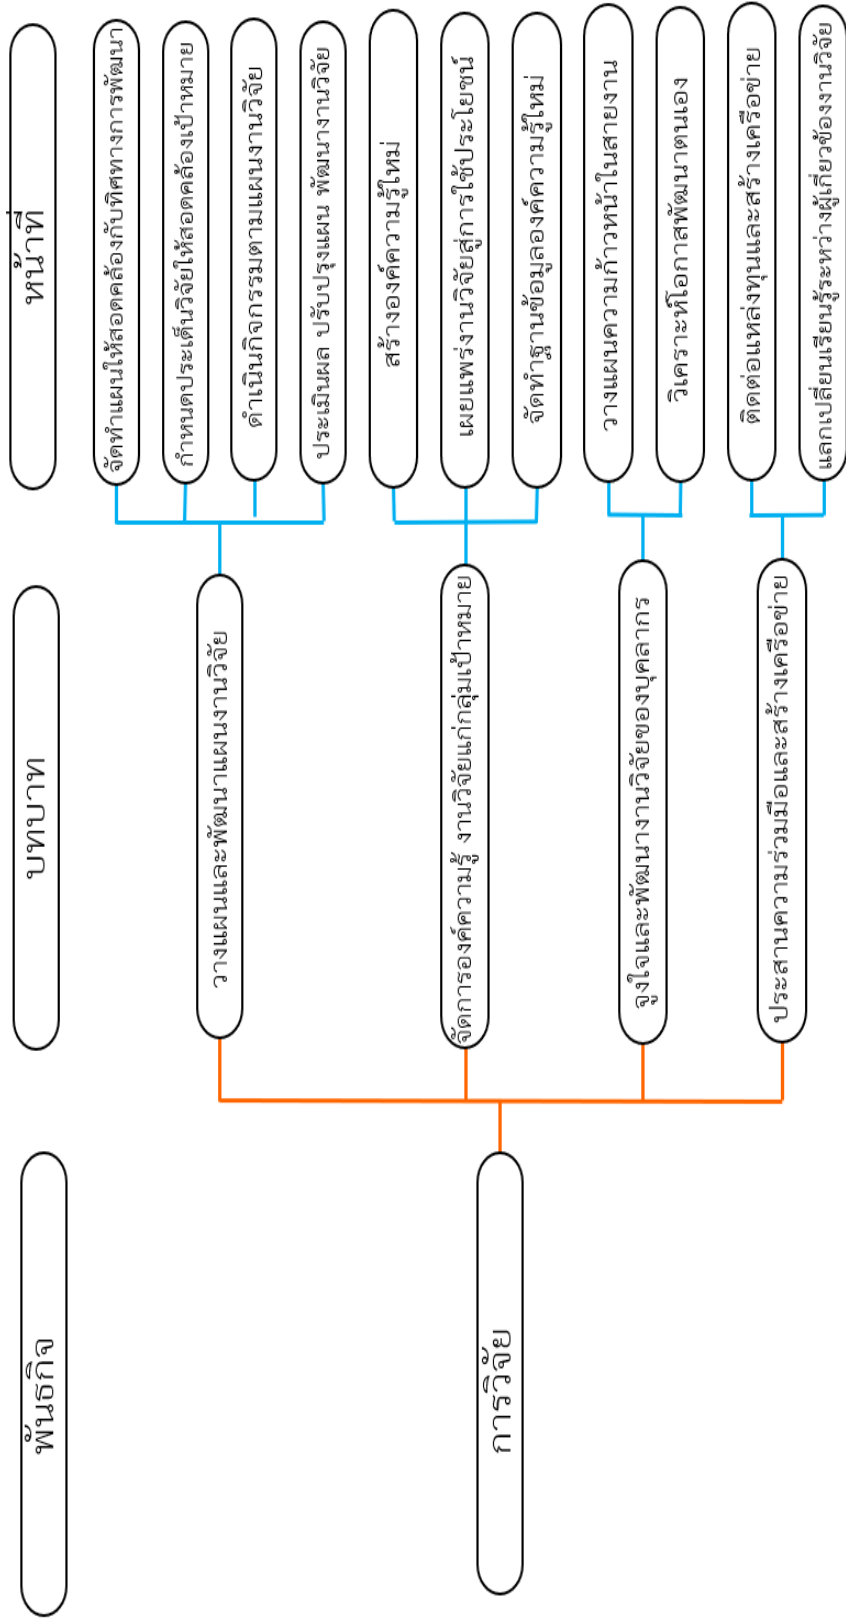 พันธกิจ
บทบาท
หน้าที่
การวิจัย
วางแผนและพัฒนาแผนงานวิจัย
จัดทำแผนให้สอดคล้องกับทิศทางการพัฒนา
กำหนดประเด็นวิจัยให้สอดคล้องเป้าหมาย
ดำเนินกิจกรรมตามแผนงานวิจัย
ประเมินผล ปรับปรุงแผน พัฒนางานวิจัย
จัดการองค์ความรู้ งานวิจัยแก่กลุ่มเป้าหมาย
สร้างองค์ความรู้ใหม่
เผยแพร่งานวิจัยสู่การใช้ประโยชน์
จัดทำฐานข้อมูลองค์ความรู้ใหม่
จูงใจและพัฒนางานวิจัยของบุคลากร
วางแผนความก้าวหน้าในสายงาน
วิเคราะห์โอกาสพัฒนาตนเอง
ประสานความร่วมมือและสร้างเครือข่าย
ติดต่อแหล่งทุนและสร้างเครือข่าย
แลกเปลี่ยนเรียนรู้ระหว่างผู้เกี่ยวข้องงานวิจัย